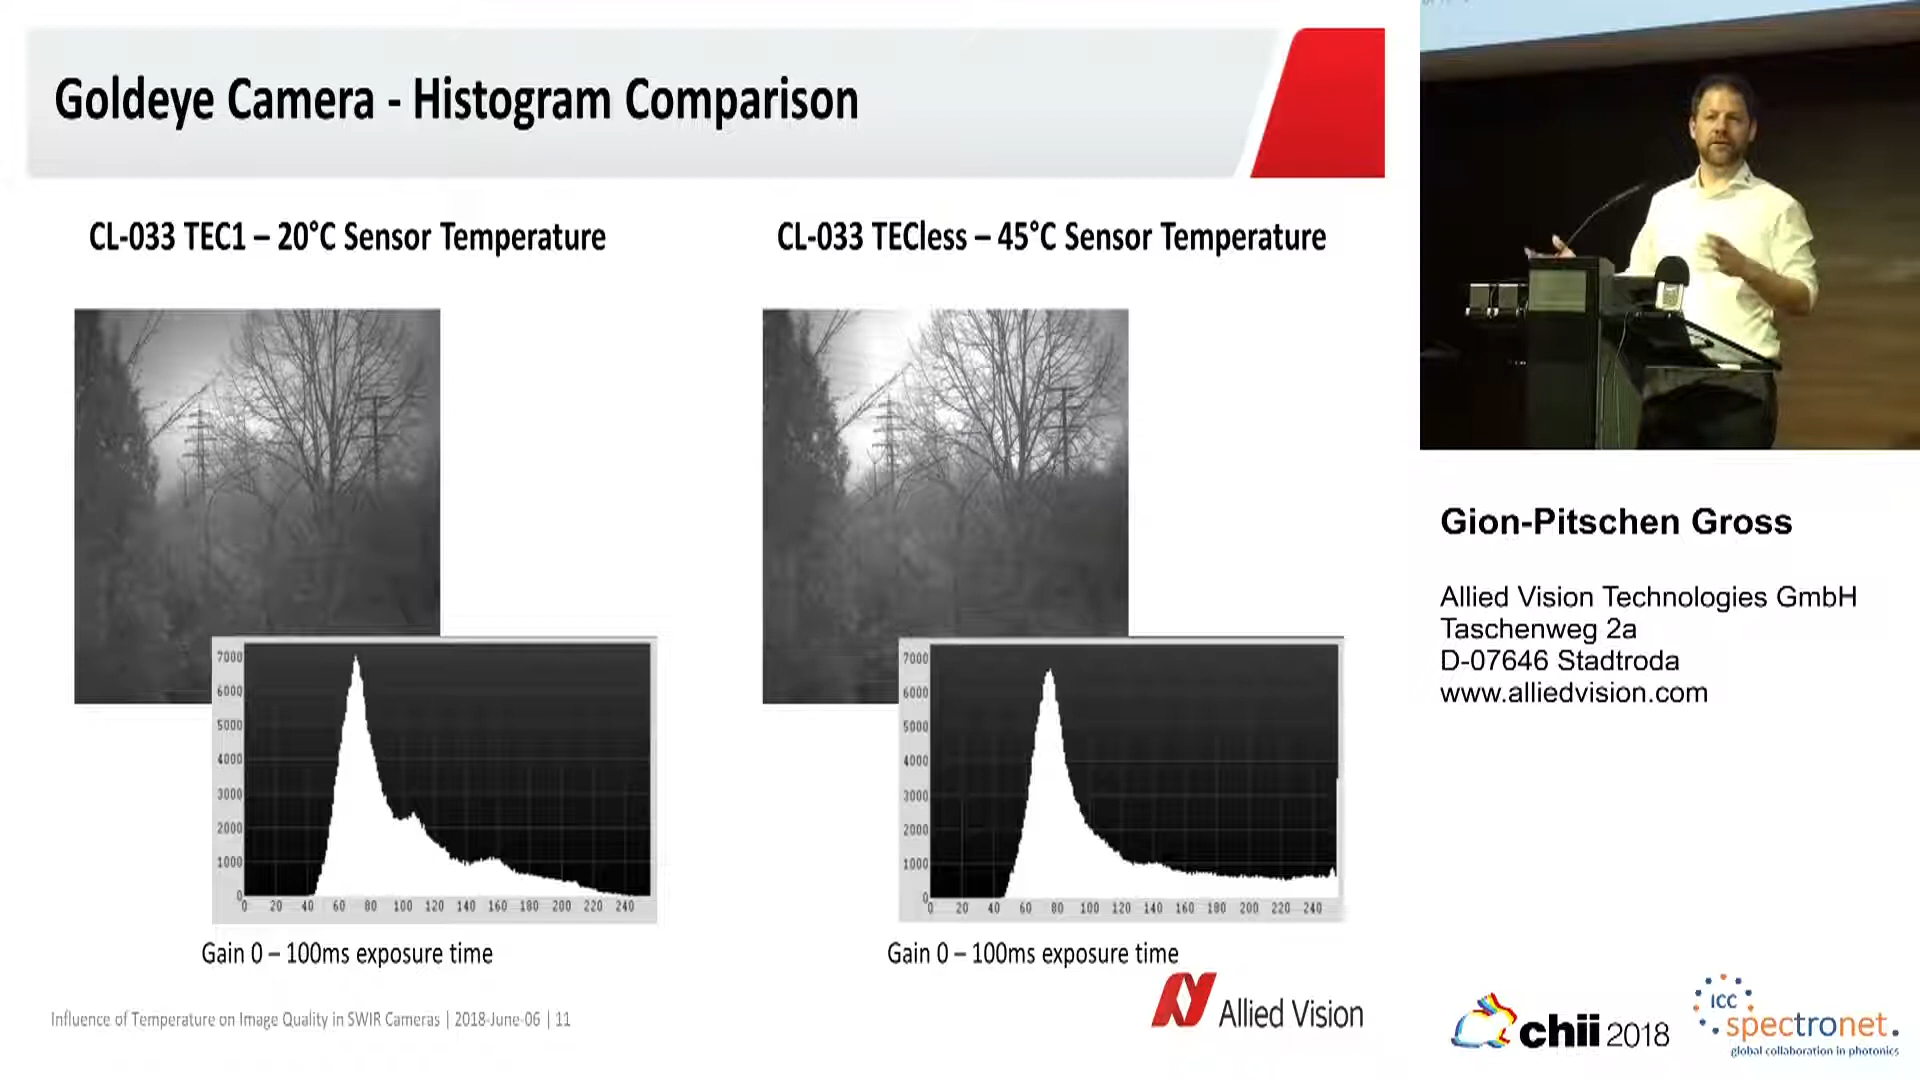 Goldeye Camera - Histogram Comparison
CL-033 TEC1 – 20°C Sensor Temperature
CL-033 TECless – 45°C Sensor Temperature
7000
6000
5000
4000
3000
2000
1000
0
0 20 40 60 80 100 120 140 160 180 200 220 240
7000
6000
5000
4000
3000
2000
1000
0
0 20 40 60 80 100 120 140 160 180 200 220 240
Gain 0 – 100ms exposure time
Gain 0 – 100ms exposure time
Influence of Temperature on Image Quality in SWIR Cameras | 2018-June-06 | 11
Allied Vision
Gion-Pitschen Gross
Allied Vision Technologies GmbH
Taschenweg 2a
D-07646 Stadtroda
www.alliedvision.com
chii 2018
ICC
spectronet.
global collaboration in photonics